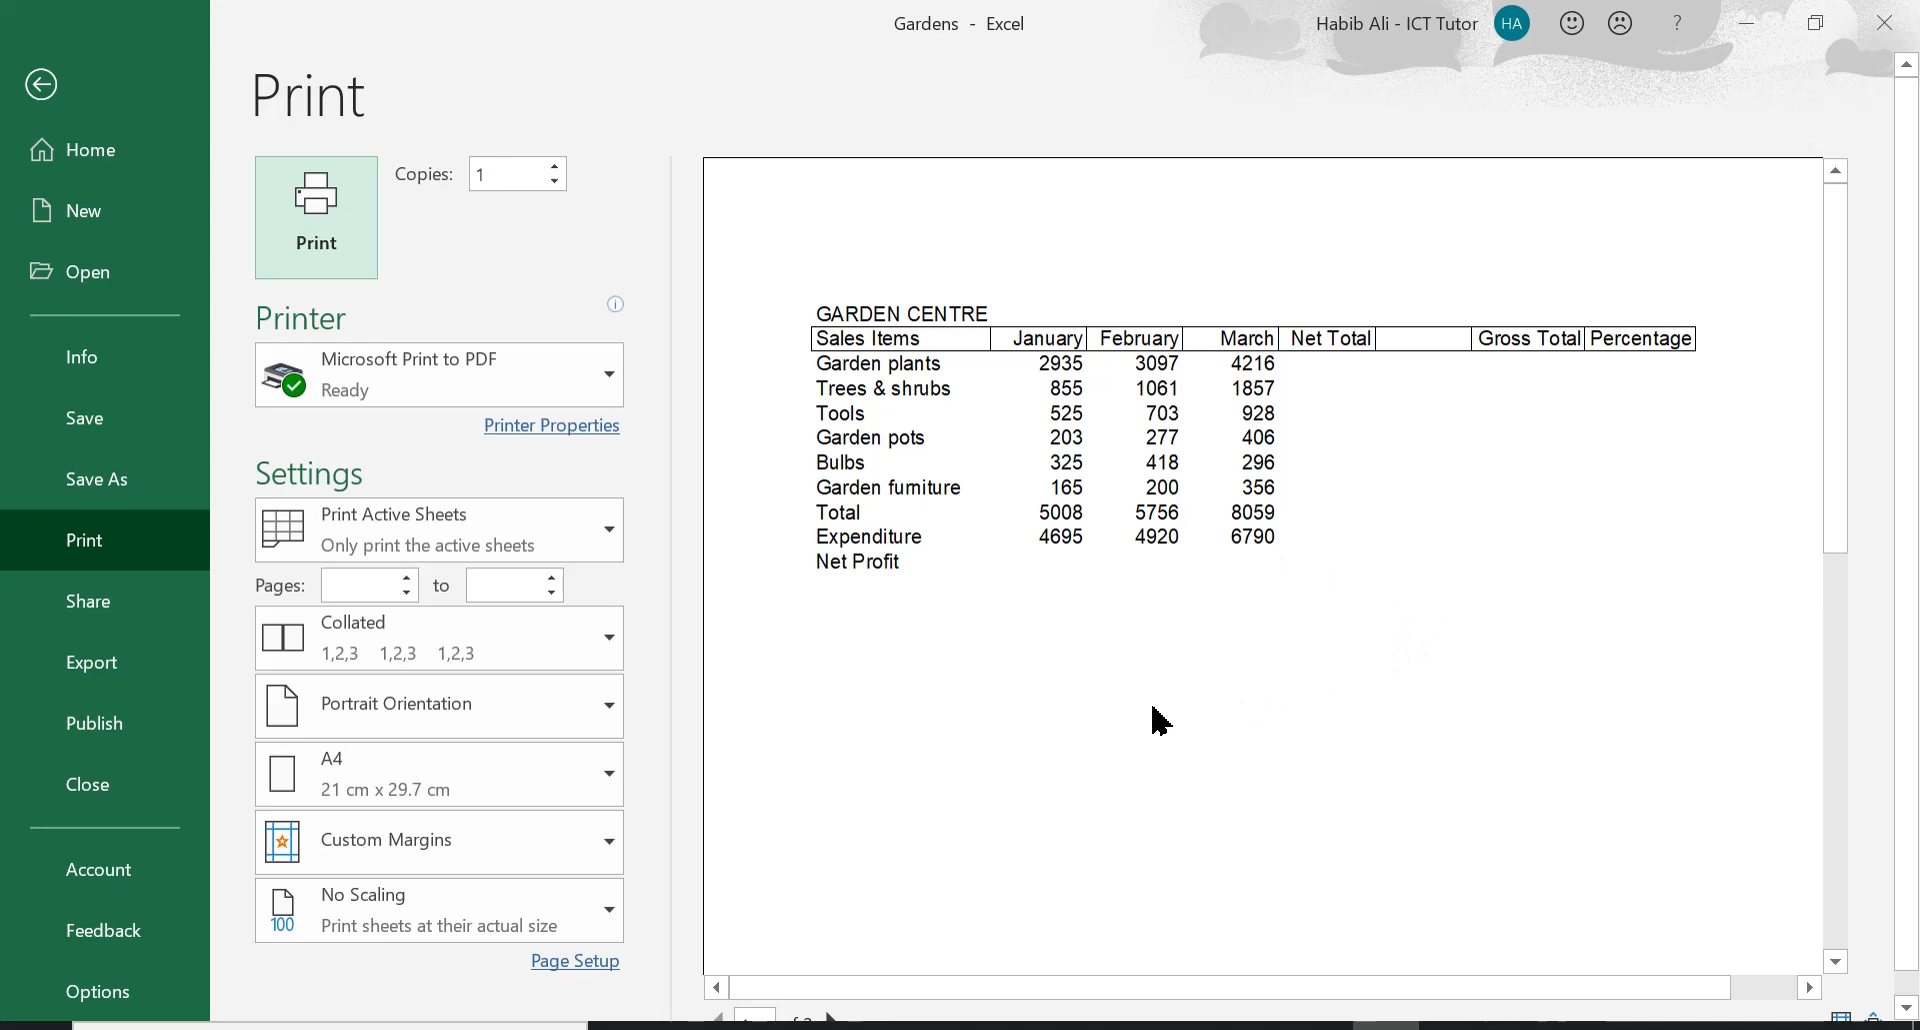 Gardens - Excel
Habib Ali - ICT Tutor HA ?
Print
Home
New
Open
Info
Save
Save As
Print
Share
Export
Publish
Close
Account
Feedback
Options
Print
Copies: 1
Printer
Microsoft Print to PDF
Ready
Printer Properties
Settings
Print Active Sheets
Only print the active sheets
Pages: to
Collated
1,2,3 1,2,3 1,2,3
Portrait Orientation
A4
21 cm x 29.7 cm
Custom Margins
No Scaling
100 Print sheets at their actual size
Page Setup
GARDEN CENTRE
Sales Items January February March Net Total Gross Total Percentage
Garden plants 2935 3097 4216
Trees & shrubs 855 1061 1857
Tools 525 703 928
Garden pots 203 277 406
Bulbs 325 418 296
Garden furniture 165 200 356
Total 5008 5756 8059
Expenditure 4695 4920 6790
Net Profit